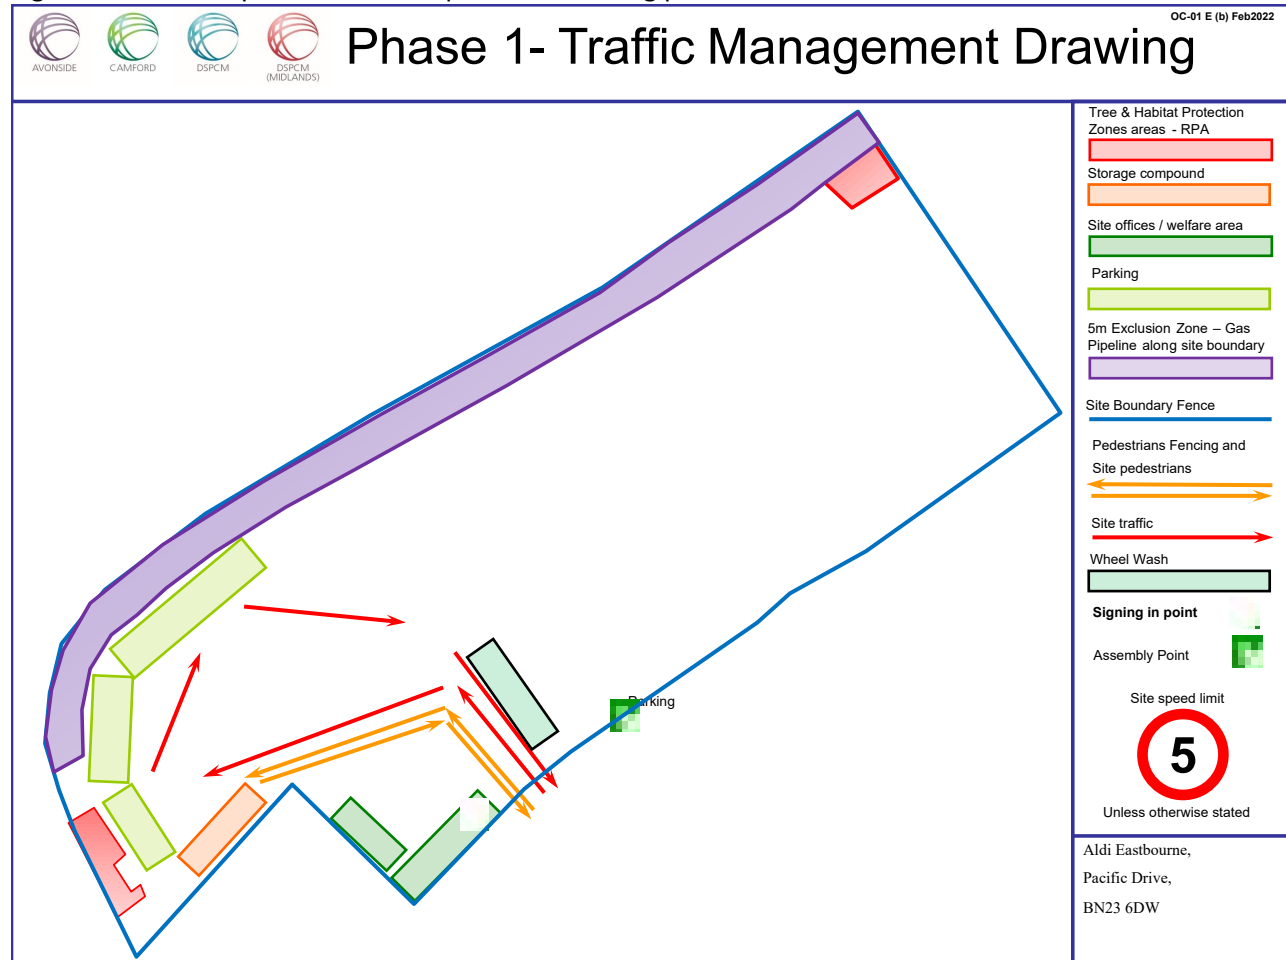 OC-01 E (b) Feb2022
AVONSIDE
CAMFORD
DSPCM
DSPCM
(MIDLANDS)
Phase 1- Traffic Management Drawing
Tree & Habitat Protection
Zones areas - RPA
Storage compound
Site offices / welfare area
Parking
5m Exclusion Zone – Gas
Pipeline along site boundary
Site Boundary Fence
Pedestrians Fencing and
Site pedestrians
Site traffic
Wheel Wash
Signing in point
Assembly Point
Site speed limit
5
Unless otherwise stated
Parking
Aldi Eastbourne,
Pacific Drive,
BN23 6DW